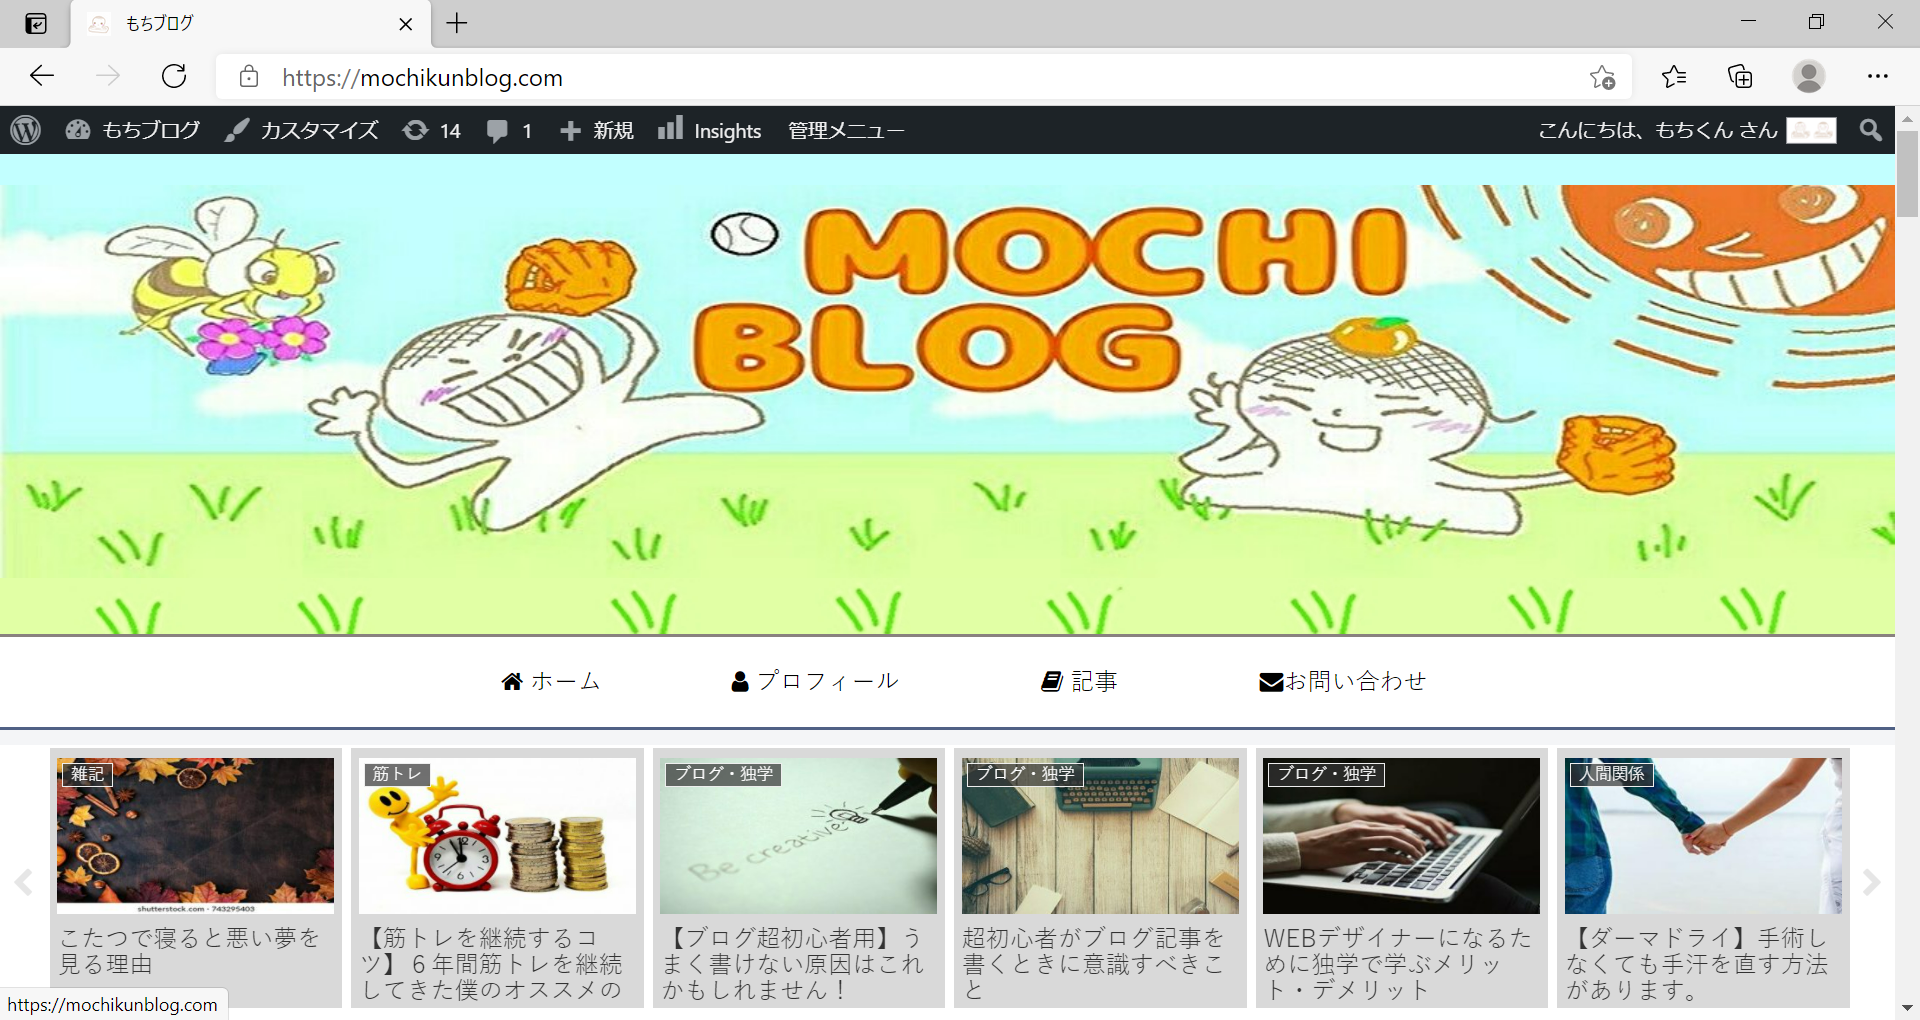 もちブログ
https://mochikunblog.com
もちブログ カスタマイズ 14 1 新規 Insights 管理メニュー こんにちは、もちくん さん
MOCHI
BLOG
ホーム プロフィール 記事 お問い合わせ
雑記
筋トレ
ブログ・独学
ブログ・独学
ブログ・独学
人間関係
Be creative
shutterstock.com · 743295403
こたつで寝ると悪い夢を
見る理由
【筋トレを継続するコ
ツ】６年間筋トレを継続
してきた僕のオススメの
【ブログ超初心者用】う
まく書けない原因はこれ
かもしれません！
超初心者がブログ記事を
書くときに意識すべきこ
と
WEBデザイナーになるた
めに独学で学ぶメリッ
ト・デメリット
【ダーマドライ】手術し
なくても手汗を直す方法
があります。
https://mochikunblog.com